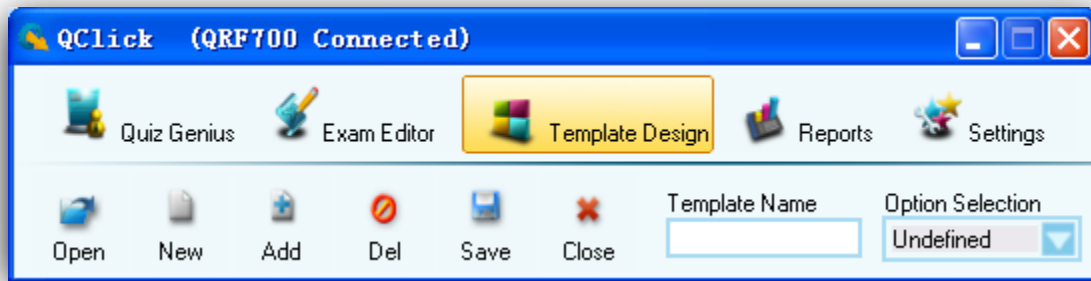 QClick (QRF700 Connected)
Quiz Genius Exam Editor Template Design Reports Settings
Template Name Option Selection
Undefined
Open New Add Del Save Close